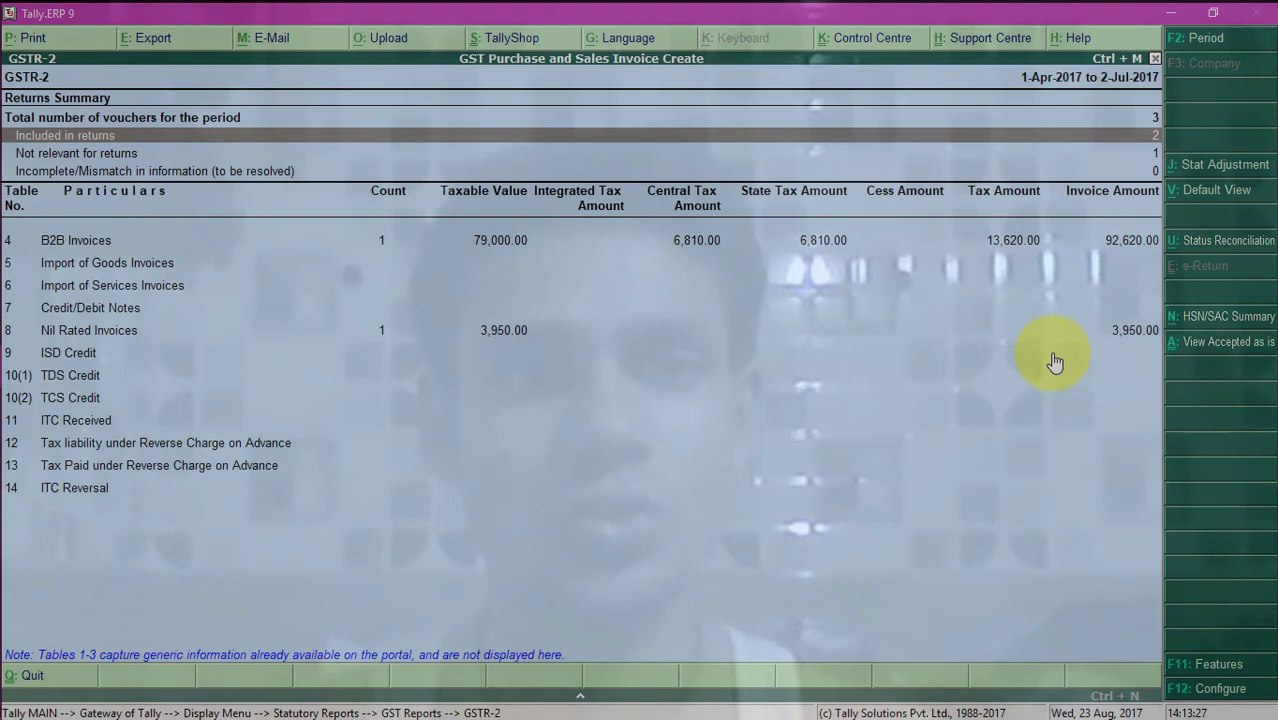 Tally.ERP 9
P: Print E: Export M: E-Mail O: Upload S: TallyShop G: Language K: Keyboard K: Control Centre H: Support Centre H: Help F2: Period
GSTR-2 GST Purchase and Sales Invoice Create Ctrl + M F3: Company
GSTR-2 1-Apr-2017 to 2-Jul-2017
Returns Summary
Total number of vouchers for the period 3
Included in returns 2
Not relevant for returns 1
Incomplete/Mismatch in information (to be resolved) 0
J: Stat Adjustment
V: Default View
Table Particulars Count Taxable Value Integrated Tax Central Tax State Tax Amount Cess Amount Tax Amount Invoice Amount
No. Amount Amount
4 B2B Invoices 1 79,000.00 6,810.00 6,810.00 13,620.00 92,620.00
U: Status Reconciliation
5 Import of Goods Invoices
E: e-Return
6 Import of Services Invoices
7 Credit/Debit Notes
N: HSN/SAC Summary
8 Nil Rated Invoices 1 3,950.00 3,950.00
A: View Accepted as is
9 ISD Credit
10(1) TDS Credit
10(2) TCS Credit
11 ITC Received
12 Tax liability under Reverse Charge on Advance
13 Tax Paid under Reverse Charge on Advance
14 ITC Reversal
Note: Tables 1-3 capture generic information already available on the portal, and are not displayed here.
F11: Features
Q: Quit
F12: Configure
Ctrl + N
Tally MAIN --> Gateway of Tally --> Display Menu --> Statutory Reports --> GST Reports --> GSTR-2 (c) Tally Solutions Pvt. Ltd., 1988-2017 Wed, 23 Aug, 2017 14:13:27